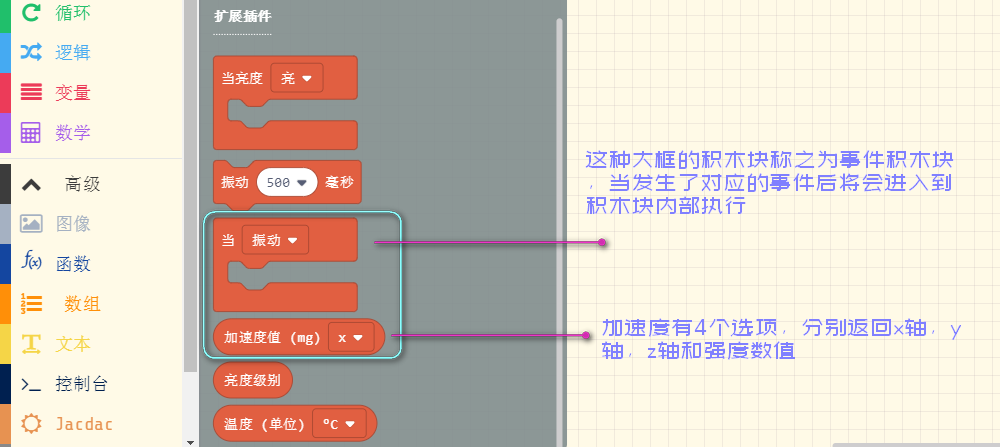 循环
逻辑
变量
数学
高级
图像
f(x) 函数
数组
文本
控制台
Jacdac
扩展插件
当亮度 亮
振动 500 毫秒
当 振动
加速度值 (mg) x
亮度级别
温度 (单位) °C
这种大框的积木块称之为事件积木块
，当发生了对应的事件后将会进入到
积木块内部执行
加速度有4个选项，分别返回x轴，y
轴，z轴和强度数值